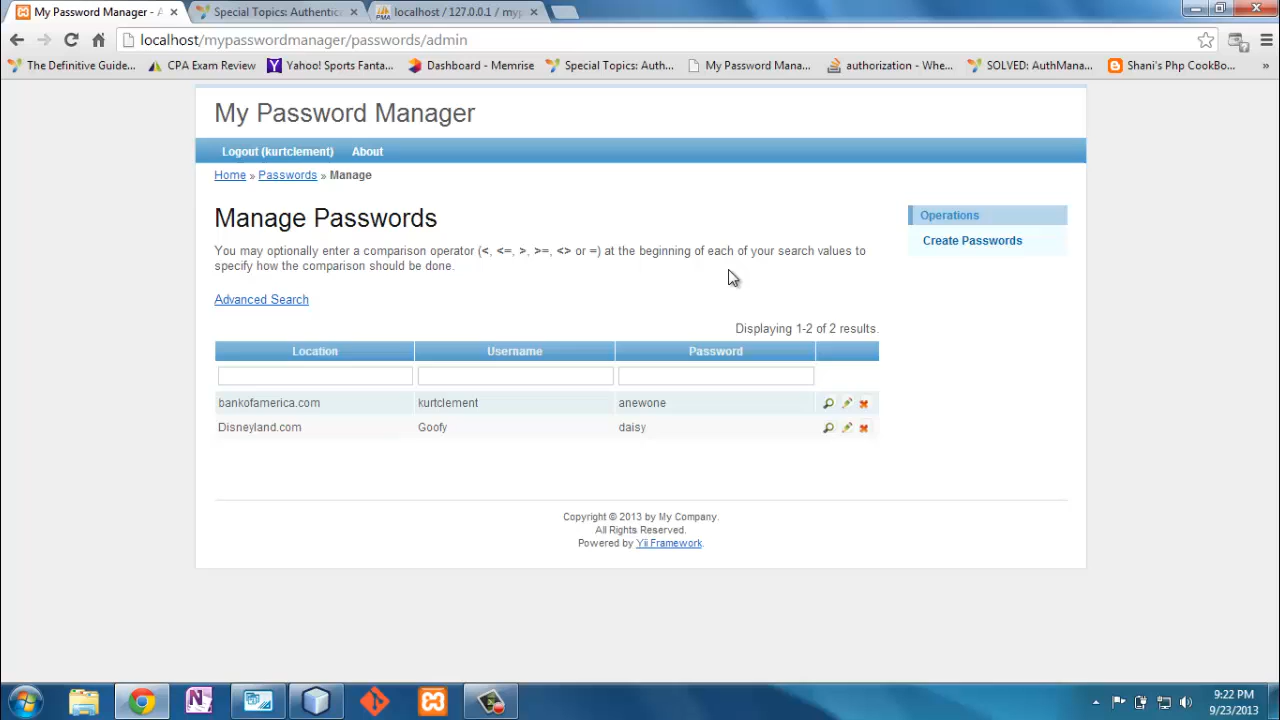 My Password Manager - A
Special Topics: Authentic
localhost / 127.0.0.1 / myp
localhost/mypasswordmanager/passwords/admin
The Definitive Guide...
CPA Exam Review
Yahoo! Sports Fanta...
Dashboard - Memrise
Special Topics: Auth...
My Password Mana...
authorization - Whe...
SOLVED: AuthMana...
Shani's Php CookBo...
»
My Password Manager
Logout (kurtclement) About
Home » Passwords » Manage
Manage Passwords
You may optionally enter a comparison operator (<, <=, >, >=, <> or =) at the beginning of each of your search values to
specify how the comparison should be done.
Operations
Create Passwords
Advanced Search
Displaying 1-2 of 2 results.
Location Username Password
bankofamerica.com kurtclement anewone
Disneyland.com Goofy daisy
Copyright © 2013 by My Company.
All Rights Reserved.
Powered by Yii Framework.
9:22 PM
9/23/2013